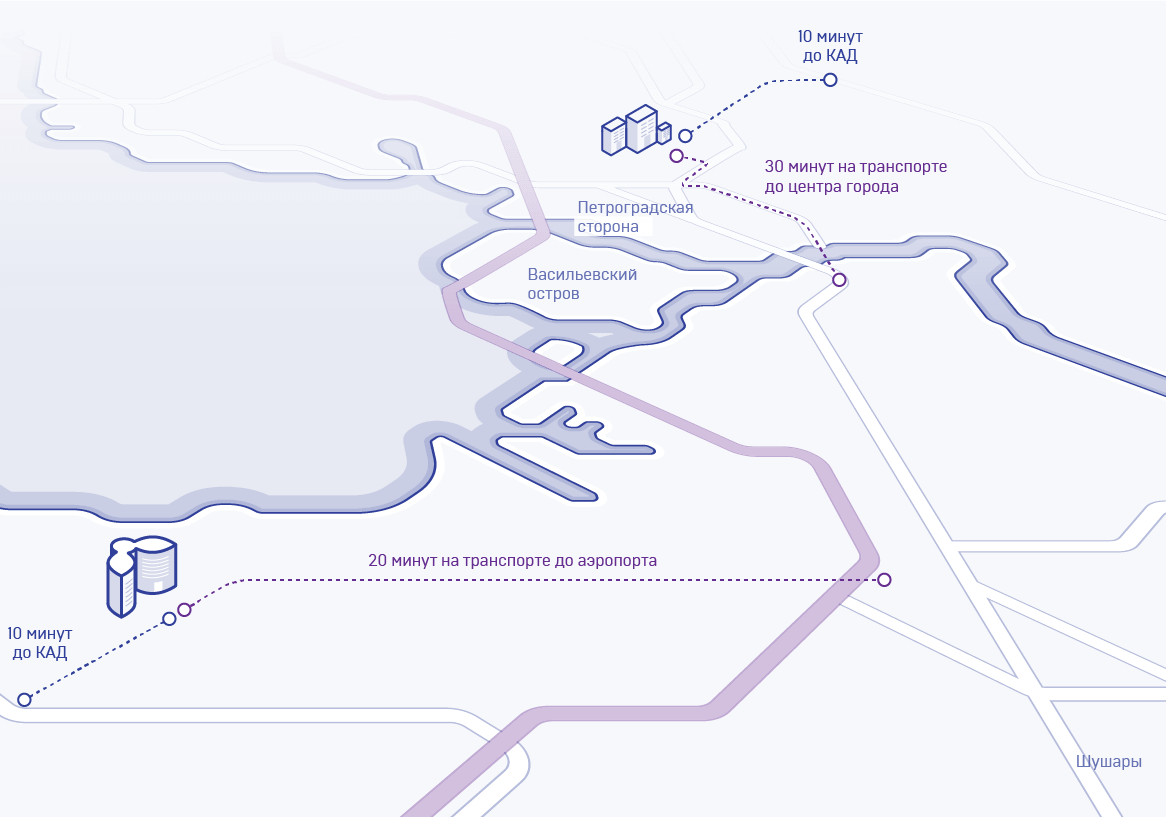 10 минут
до КАД
30 минут на транспорте
до центра города
Петроградская
сторона
Васильевский
остров
20 минут на транспорте до аэропорта
10 минут
до КАД
Шушары